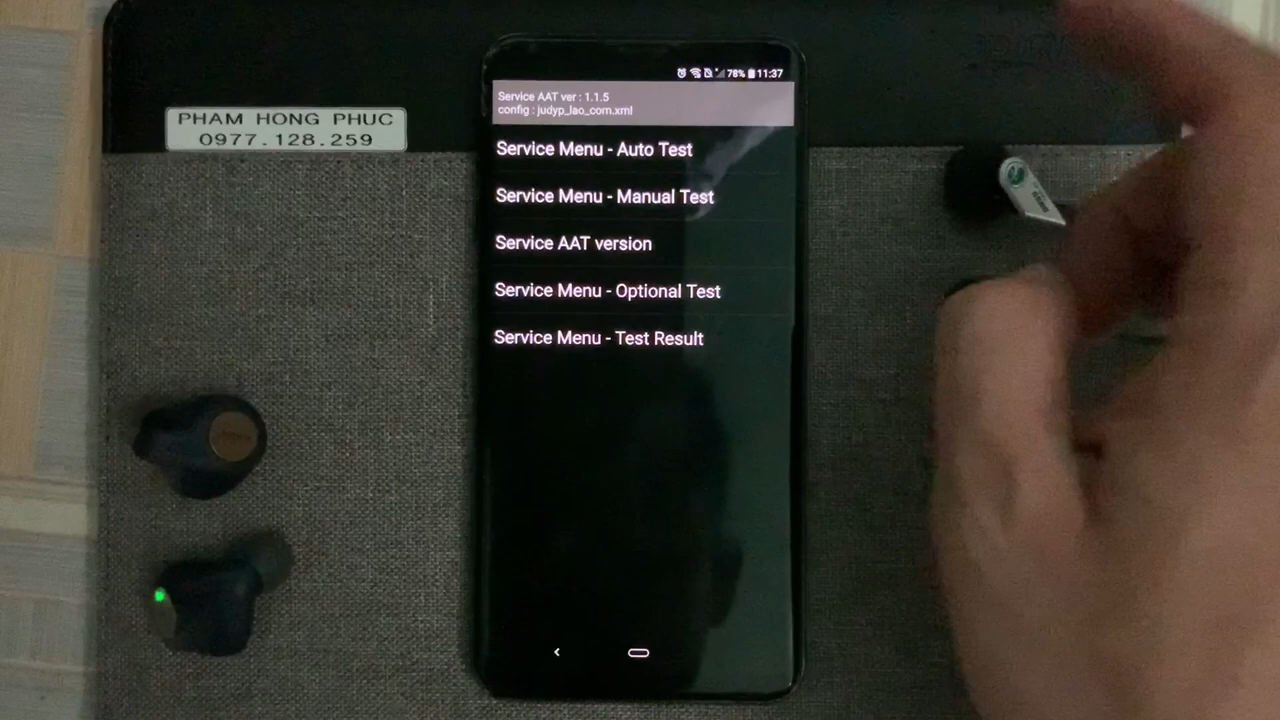 PHAM HONG PHUC
0977.128.259
78% 11:37
Service AAT ver : 1.1.5
config : judyp_lao_com.xml
Service Menu - Auto Test
Service Menu - Manual Test
Service AAT version
Service Menu - Optional Test
Service Menu - Test Result